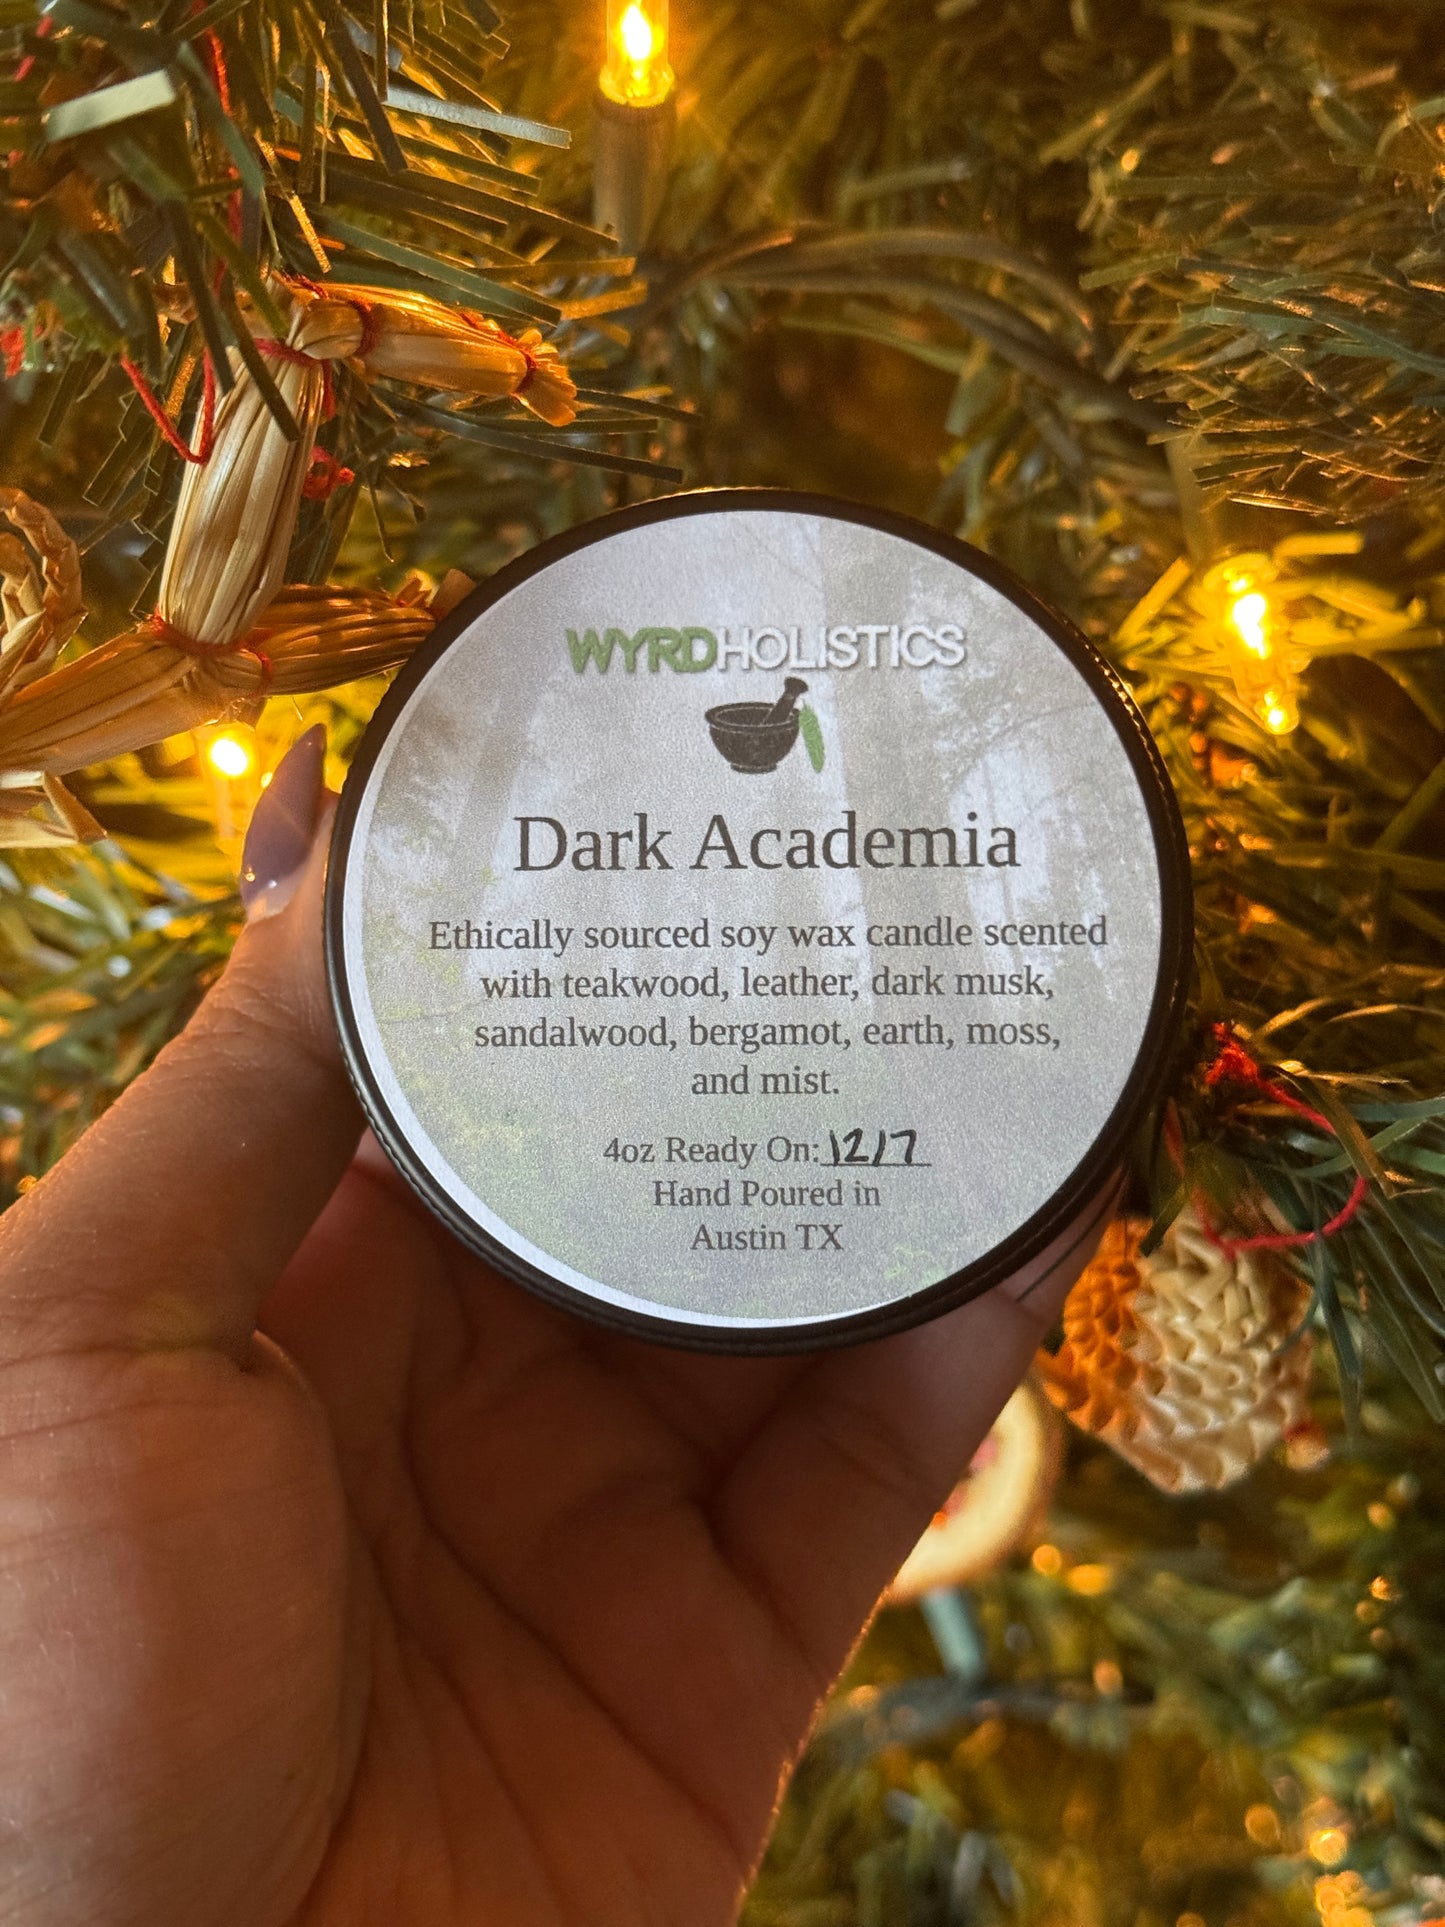 WYRDHOLISTICS
Dark Academia
Ethically sourced soy wax candle scented
with teakwood, leather, dark musk,
sandalwood, bergamot, earth, moss,
and mist.
4oz Ready On: 12/7
Hand Poured in
Austin TX